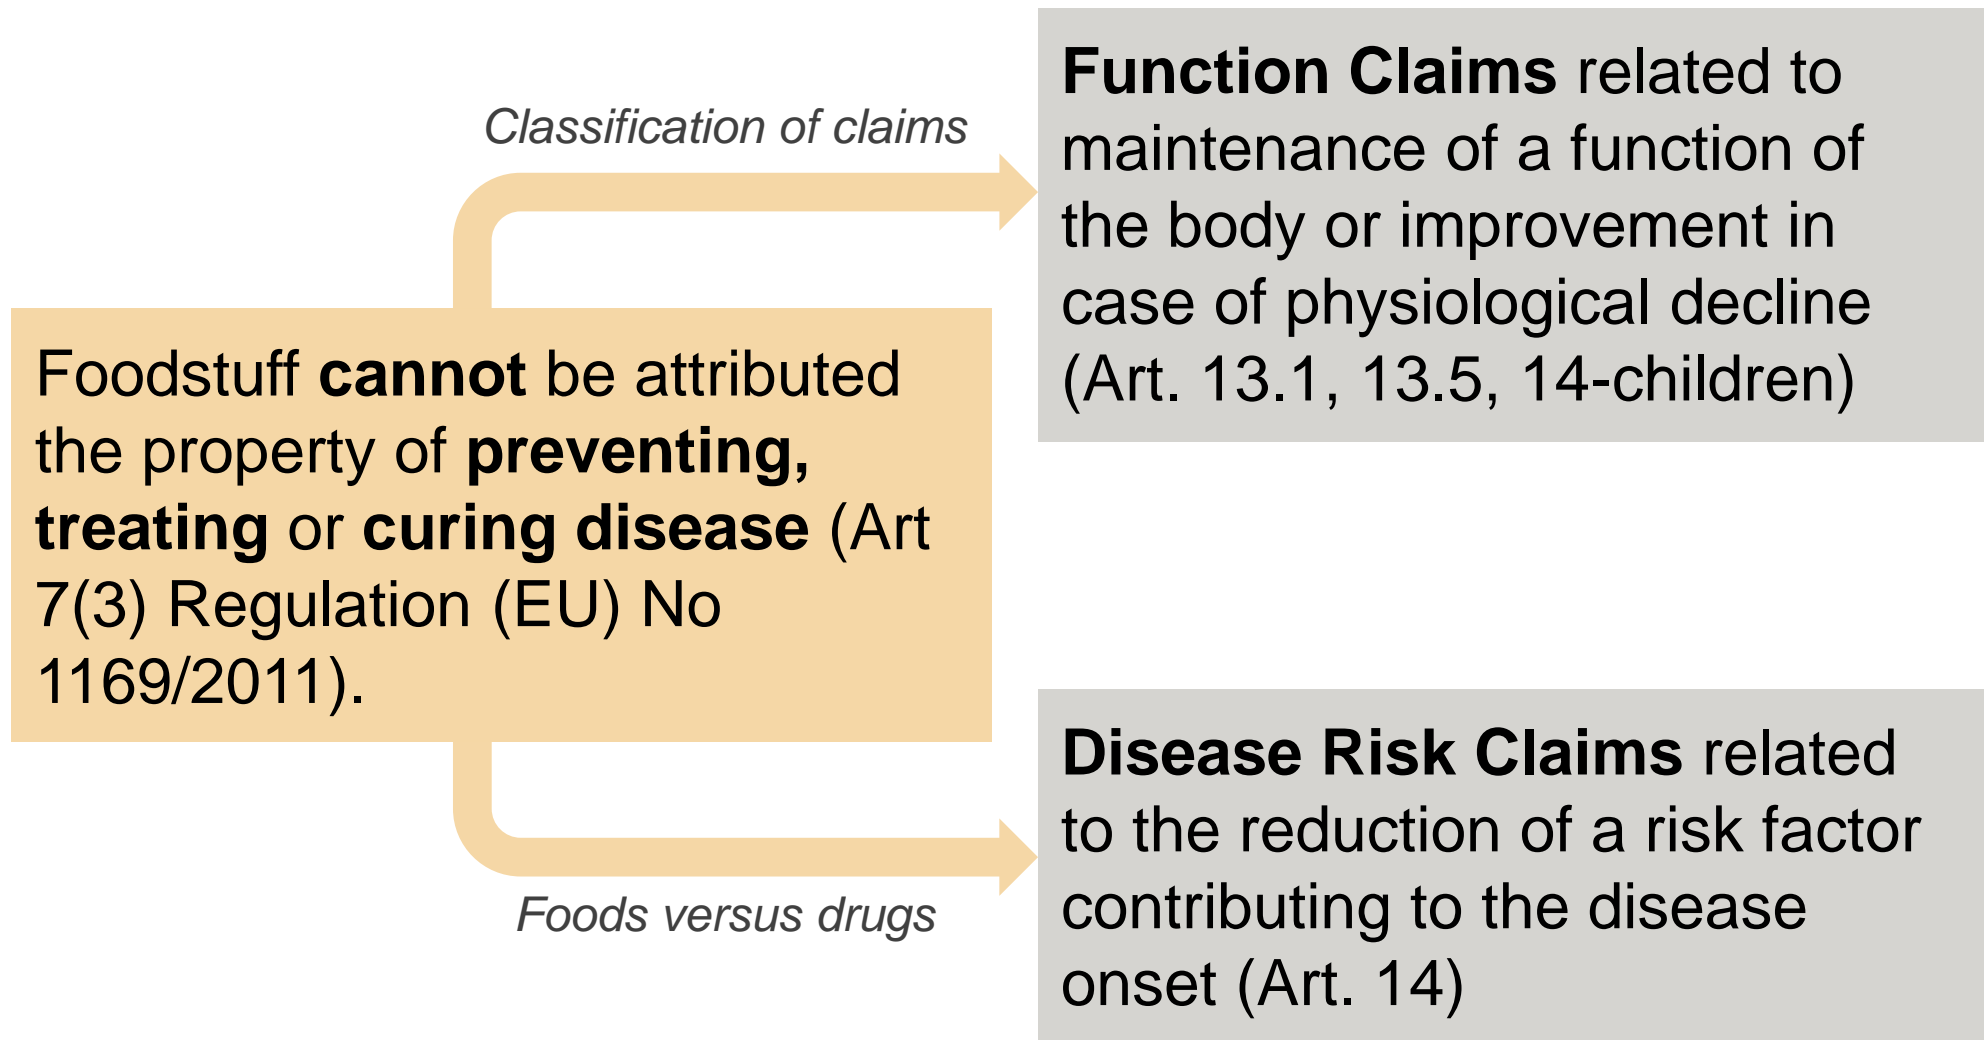 Classification of claims
Function Claims related to
maintenance of a function of
the body or improvement in
case of physiological decline
(Art. 13.1, 13.5, 14-children)
Foodstuff cannot be attributed
the property of preventing,
treating or curing disease (Art
7(3) Regulation (EU) No
1169/2011).
Foods versus drugs
Disease Risk Claims related
to the reduction of a risk factor
contributing to the disease
onset (Art. 14)